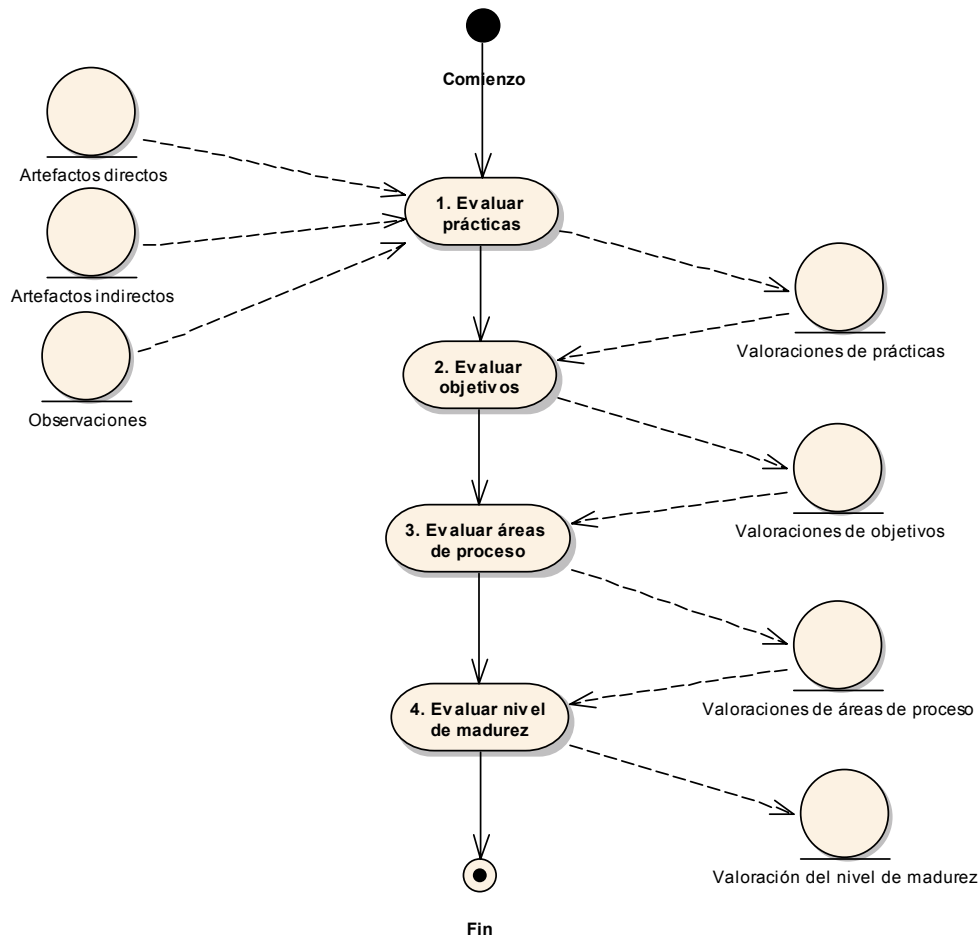 Comienzo
Artefactos directos
1. Evaluar
prácticas
Artefactos indirectos
Valoraciones de prácticas
2. Evaluar
objetivos
Observaciones
Valoraciones de objetivos
3. Evaluar áreas
de proceso
Valoraciones de áreas de proceso
4. Evaluar nivel
de madurez
Valoración del nivel de madurez
Fin